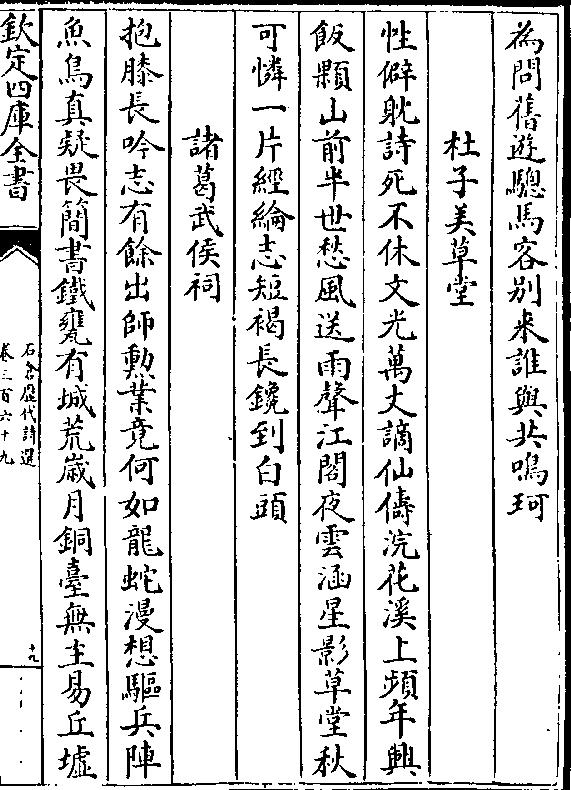 為問舊遊驄馬客别来誰與共鳴珂
杜子美草堂
性僻躭詩死不休文光萬丈謫仙儔浣花溪上頻年興
飯顆山前半世愁風送雨聲江閣夜雲涵星影草堂秋
可憐一片經綸志短褐長鑱到白頭
諸葛武侯祠
抱膝長吟志有餘出師勲業竟何如龍蛇漫想驅兵陣
魚鳥真疑畏簡書鐵甕有城荒嵗月銅臺無主易丘墟
欽定四庫全書
石倉歴代詩選
卷三百六十九
十九